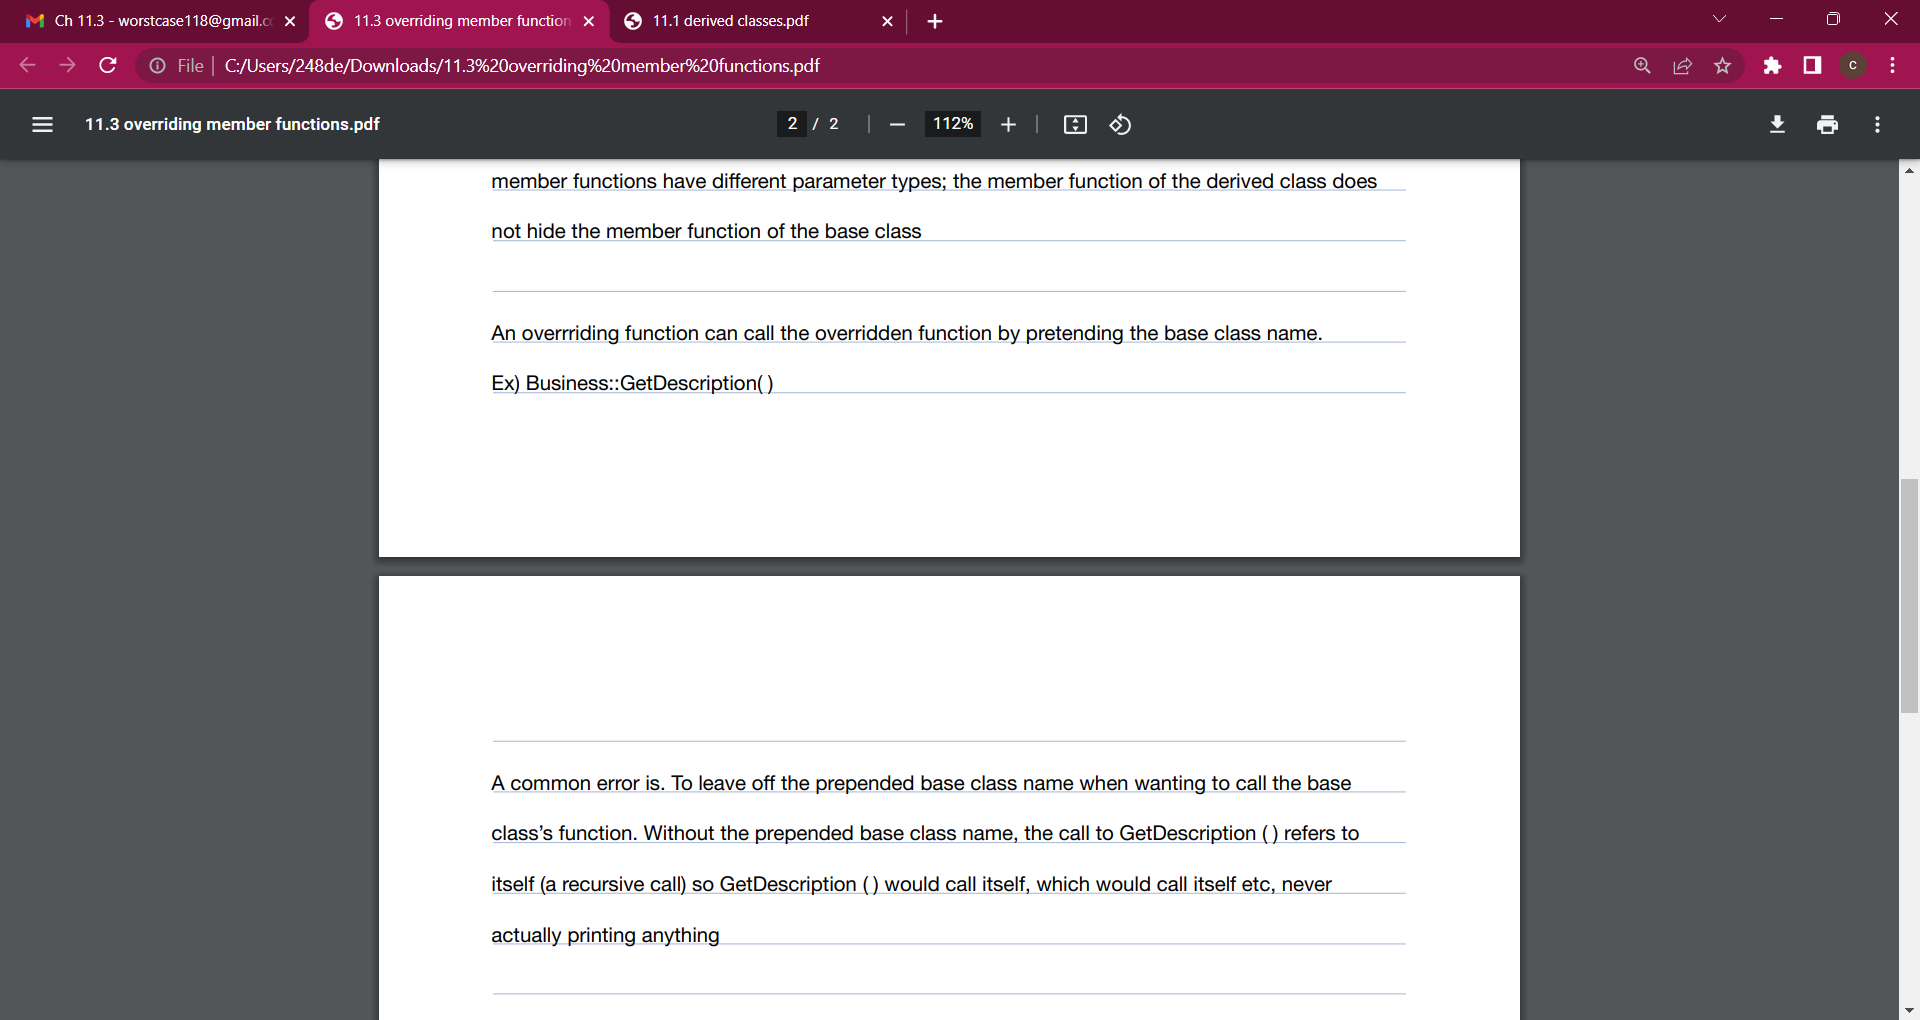 Ch 11.3 - worstcase118@gmail.c
11.3 overriding member function
11.1 derived classes.pdf
File
C:/Users/248de/Downloads/11.3%20overriding%20member%20functions.pdf
C
11.3 overriding member functions.pdf
2 / 2
112%
member functions have different parameter types; the member function of the derived class does
not hide the member function of the base class
An overrriding function can call the overridden function by pretending the base class name.
Ex) Business::GetDescription( )
A common error is. To leave off the prepended base class name when wanting to call the base
class’s function. Without the prepended base class name, the call to GetDescription ( ) refers to
itself (a recursive call) so GetDescription ( ) would call itself, which would call itself etc, never
actually printing anything